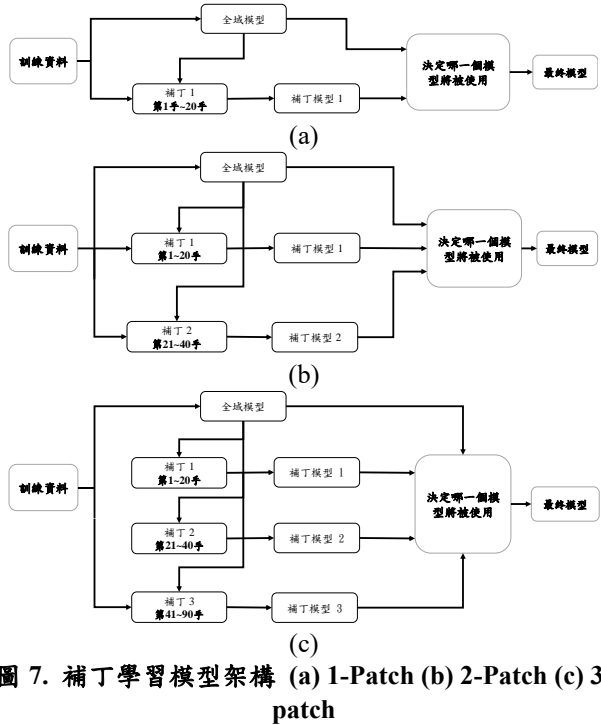 全域模型
訓練資料
補丁 1
第1手~20手
補丁模型 1
決定哪一個模
型將被使用
最終模型
(a)
全域模型
訓練資料
補丁 1
第1~20手
補丁模型 1
補丁 2
第21~40手
補丁模型 2
決定哪一個模
型將被使用
最終模型
(b)
全域模型
訓練資料
補丁 1
第1~20手
補丁模型 1
補丁 2
第21~40手
補丁模型 2
補丁 3
第41~90手
補丁模型 3
決定哪一個模
型將被使用
最終模型
(c)
圖 7. 補丁學習模型架構 (a) 1-Patch (b) 2-Patch (c) 3
patch